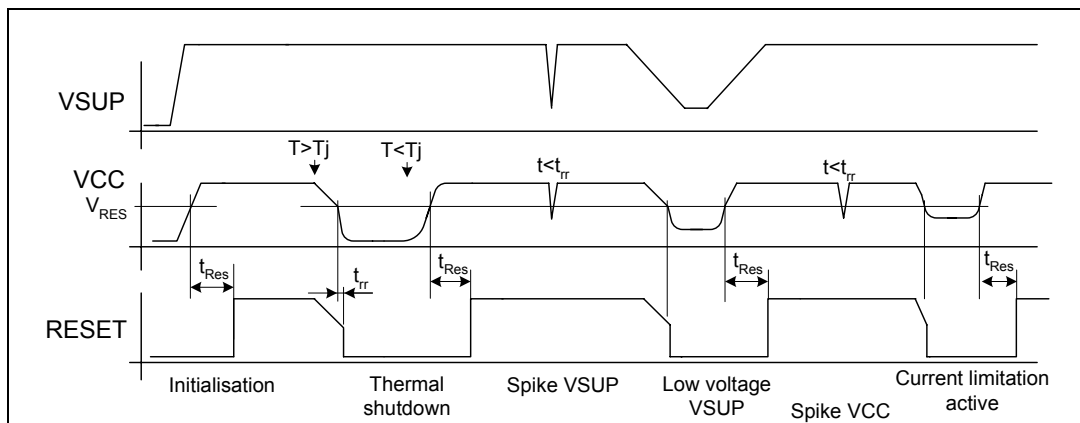 VSUP
T>Tj
T<Tj
t<trr
t<trr
VCC
VRES
tRes
trr
tRes
tRes
tRes
RESET
Initialisation
Thermal
shutdown
Spike VSUP
Low voltage
VSUP
Spike VCC
Current limitation
active